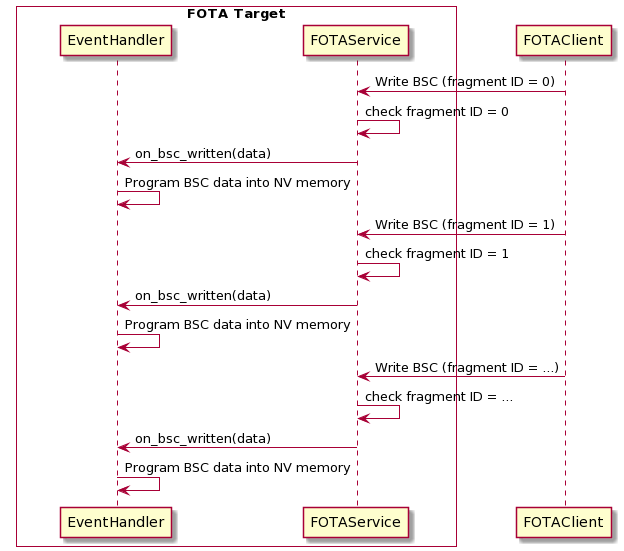 FOTA Target
EventHandler
FOTAService
FOTAClient
Write BSC (fragment ID = 0)
check fragment ID = 0
on_bsc_written(data)
Program BSC data into NV memory
Write BSC (fragment ID = 1)
check fragment ID = 1
on_bsc_written(data)
Program BSC data into NV memory
Write BSC (fragment ID = ...)
check fragment ID = ...
on_bsc_written(data)
Program BSC data into NV memory
EventHandler
FOTAService
FOTAClient